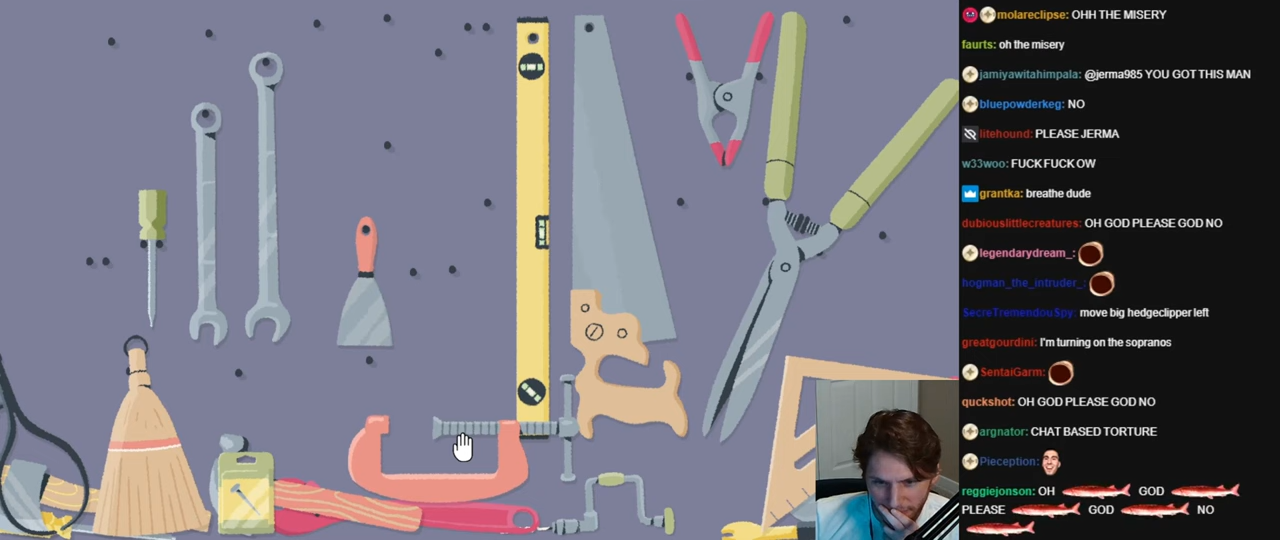 molareclipse: OHH THE MISERY
faurts: oh the misery
jamiyawitahimpala: @jerma985 YOU GOT THIS MAN
bluepowderkeg: NO
litehound: PLEASE JERMA
w33woo: FUCK FUCK OW
grantka: breathe dude
dubiouslittlecreatures: OH GOD PLEASE GOD NO
legendarydream_:
hogman_the_intruder_:
SecreTremendouSpy: move big hedgeclipper left
greatgourdini: I'm turning on the sopranos
SentaiGarm:
quckshot: OH GOD PLEASE GOD NO
argnator: CHAT BASED TORTURE
Pieception:
reggiejonson: OH GOD
PLEASE GOD NO